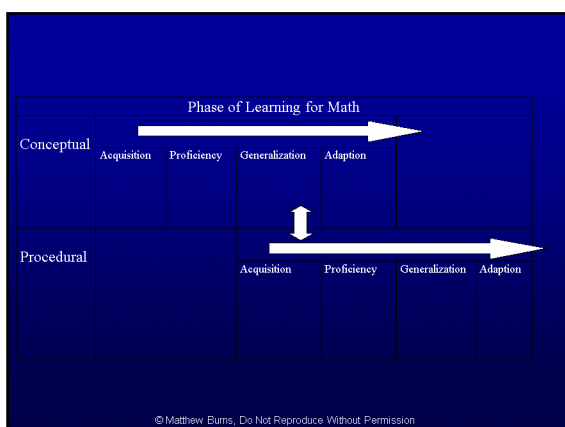 Phase of Learning for Math
Conceptual
Acquisition Proficiency Generalization Adaption
Procedural
Acquisition Proficiency Generalization Adaption
© Matthew Burns, Do Not Reproduce Without Permission